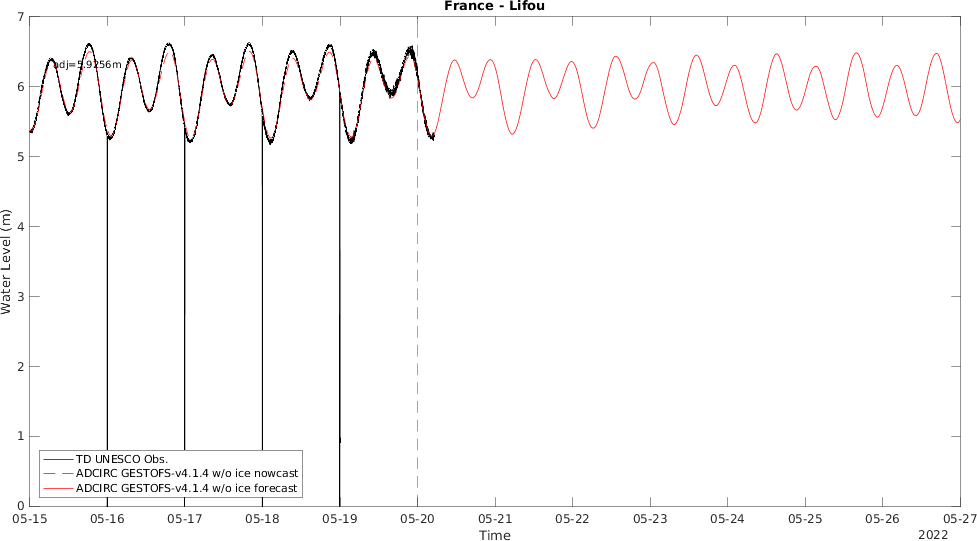 France - Lifou
7
6
5
4
3
2
1
0
Water Level (m)
adj=5.9256m
TD UNESCO Obs.
ADCIRC GESTOFS-v4.1.4 w/o ice nowcast
ADCIRC GESTOFS-v4.1.4 w/o ice forecast
05-15 05-16 05-17 05-18 05-19 05-20 05-21 05-22 05-23 05-24 05-25 05-26 05-27
Time
2022